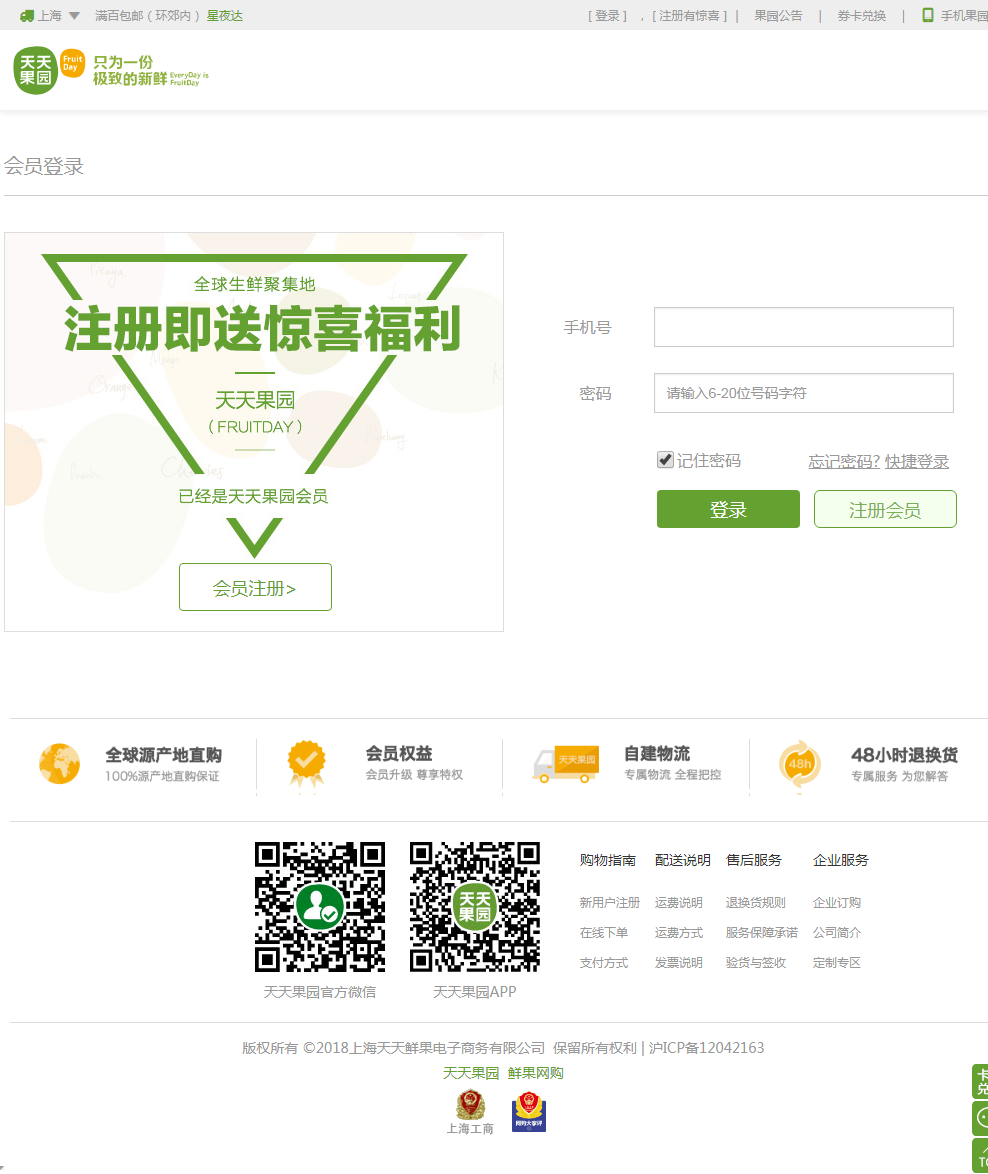 上海 满百包邮（环郊内） 星夜达 [ 登录 ] ， [ 注册有惊喜 ] | 果园公告 | 券卡兑换 | 手机果园
天天果园 Fruit Day 只为一份
极致的新鲜 EveryDay is FruitDay
会员登录
全球生鲜聚集地
注册即送惊喜福利
天天果园
（FRUITDAY）
已经是天天果园会员
会员注册>
手机号
密码 请输入6-20位号码字符
记住密码 忘记密码? 快捷登录
登录 注册会员
全球源产地直购 会员权益 自建物流 48小时退换货
100%源产地直购保证 会员升级 尊享特权 天天果园 专属物流 全程把控 48h 专属服务 为您解答
天天果园
购物指南 配送说明 售后服务 企业服务
新用户注册 运费说明 退换货规则 企业订购
在线下单 运费方式 服务保障承诺 公司简介
支付方式 发票说明 验货与签收 定制专区
天天果园官方微信 天天果园APP
版权所有 ©2018上海天天鲜果电子商务有限公司 保留所有权利 | 沪ICP备12042163
天天果园 鲜果网购
上海工商 网购大家评